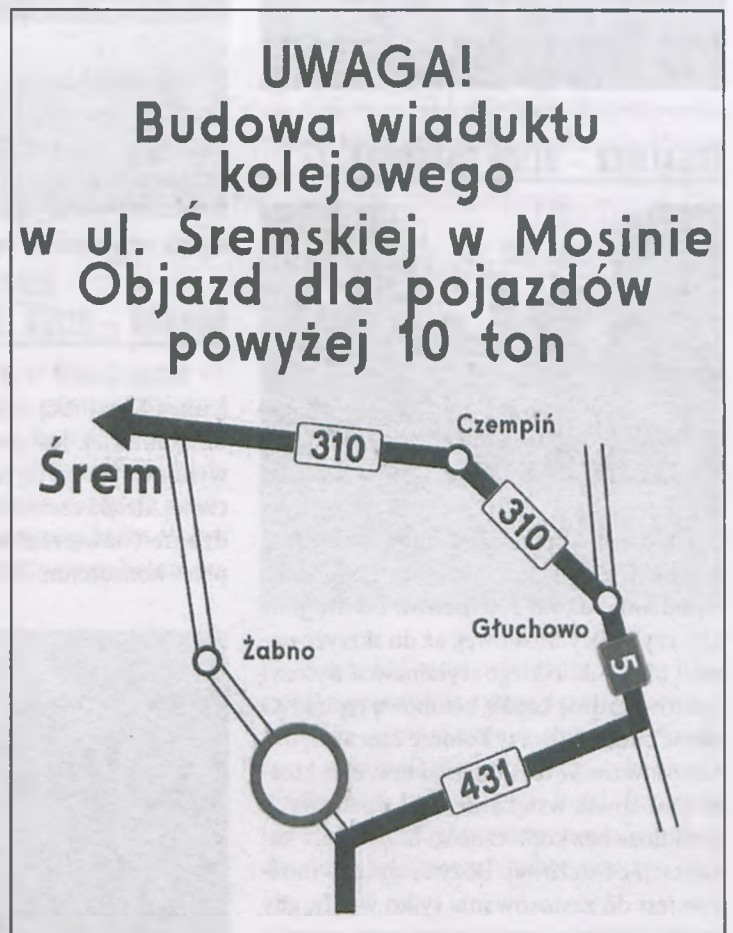 UWAGA!
Budowa wiaduktu
kolejowego
w ul. Śremskiej w Mosinie
Objazd dla pojazdów
powyżej 10 ton
Czempiń
310
Śrem
310
Głuchowo
Żabno
5
431